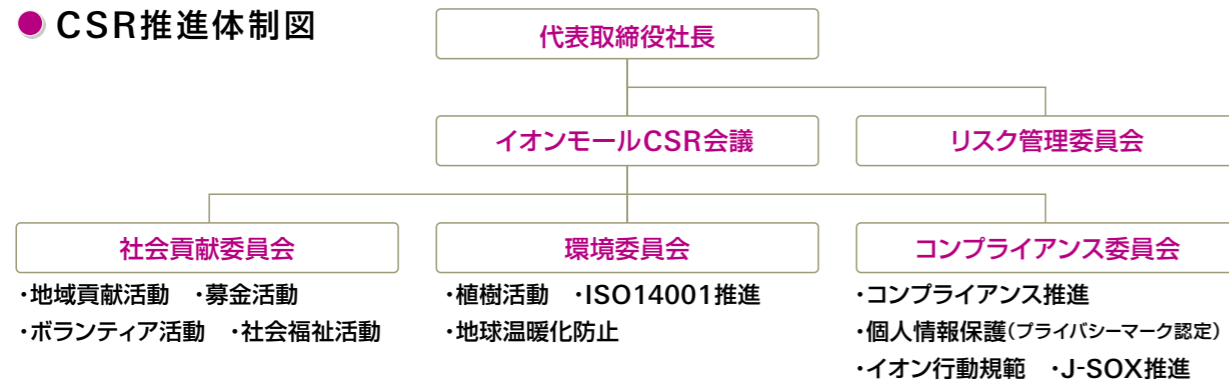 ● CSR推進体制図
代表取締役社長
イオンモールCSR会議
リスク管理委員会
社会貢献委員会
・地域貢献活動　・募金活動
・ボランティア活動　・社会福祉活動
環境委員会
・植樹活動　・ISO14001推進
・地球温暖化防止
コンプライアンス委員会
・コンプライアンス推進
・個人情報保護(プライバシーマーク認定)
・イオン行動規範　・J-SOX推進